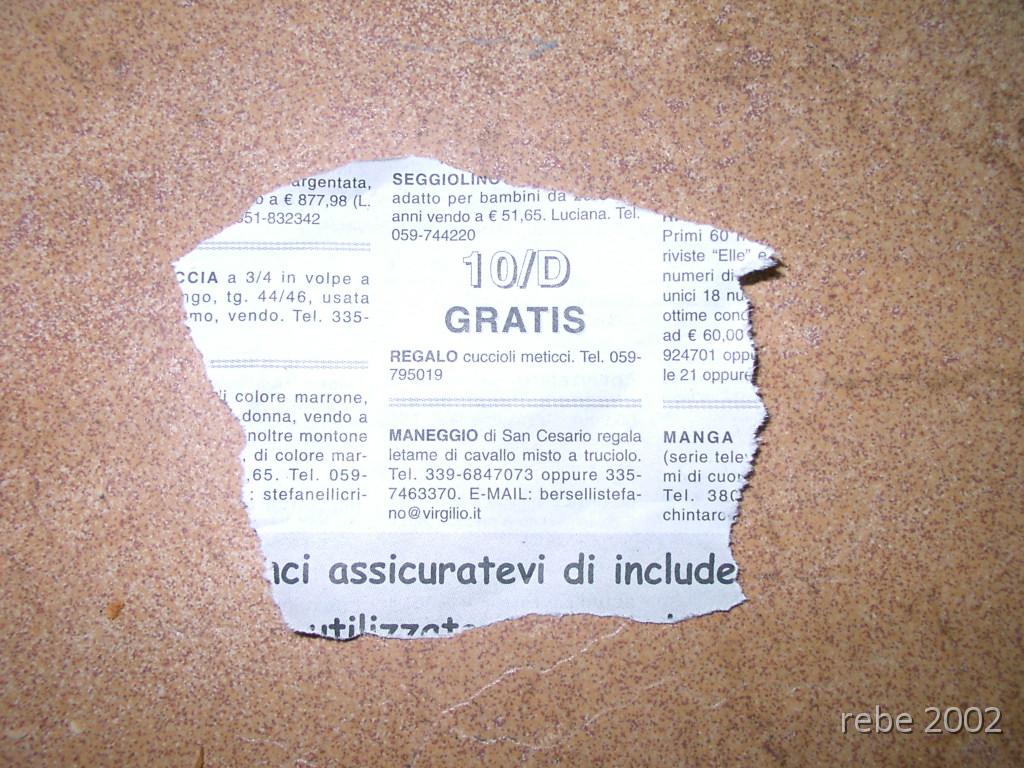 argentata,
a € 877,98 (L.
51-832342
CCIA a 3/4 in volpe a
ngo, tg. 44/46, usata
mo, vendo. Tel. 335-
di colore marrone,
donna, vendo a
inoltre montone
, di colore mar-
,65. Tel. 059-
: stefanellicri-
SEGGIOLINO
adatto per bambini da
anni vendo a € 51,65. Luciana. Tel.
059-744220
10/D
GRATIS
REGALO cuccioli meticci. Tel. 059-
795019
MANEGGIO di San Cesario regala
letame di cavallo misto a truciolo.
Tel. 339-6847073 oppure 335-
7463370. E-MAIL: bersellistefa-
no@virgilio.it
Primi 60
riviste "Elle" e
numeri di
unici 18 nu
ottime cond
ad € 60,00
924701 oppu
le 21 oppure
MANGA
(serie tele
mi di cuo
Tel. 380
chintaro
nci assicuratevi di include
utilizzate
rebe 2002